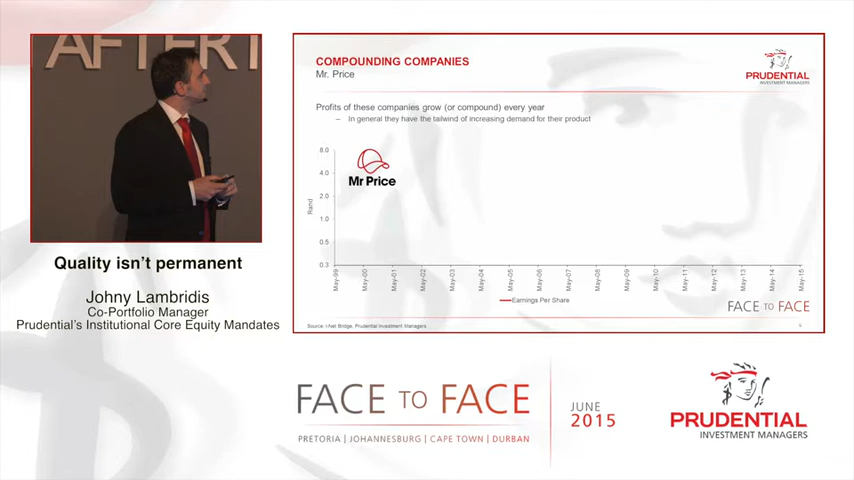 AFTER
Quality isn't permanent
Johny Lambridis
Co-Portfolio Manager
Prudential's Institutional Core Equity Mandates
COMPOUNDING COMPANIES
Mr. Price
PRUDENTIAL
INVESTMENT MANAGERS
Profits of these companies grow (or compound) every year
– In general they have the tailwind of increasing demand for their product
8.0
4.0
2.0
1.0
0.5
0.3
Rand
Mr Price
May-99
May-00
May-01
May-02
May-03
May-04
May-05
May-06
May-07
May-08
May-09
May-10
May-11
May-12
May-13
May-14
May-15
Earnings Per Share
FACE TO FACE
Source: I-Net Bridge, Prudential Investment Managers
9
FACE TO FACE
PRETORIA | JOHANNESBURG | CAPE TOWN | DURBAN
JUNE
2015
PRUDENTIAL
INVESTMENT MANAGERS